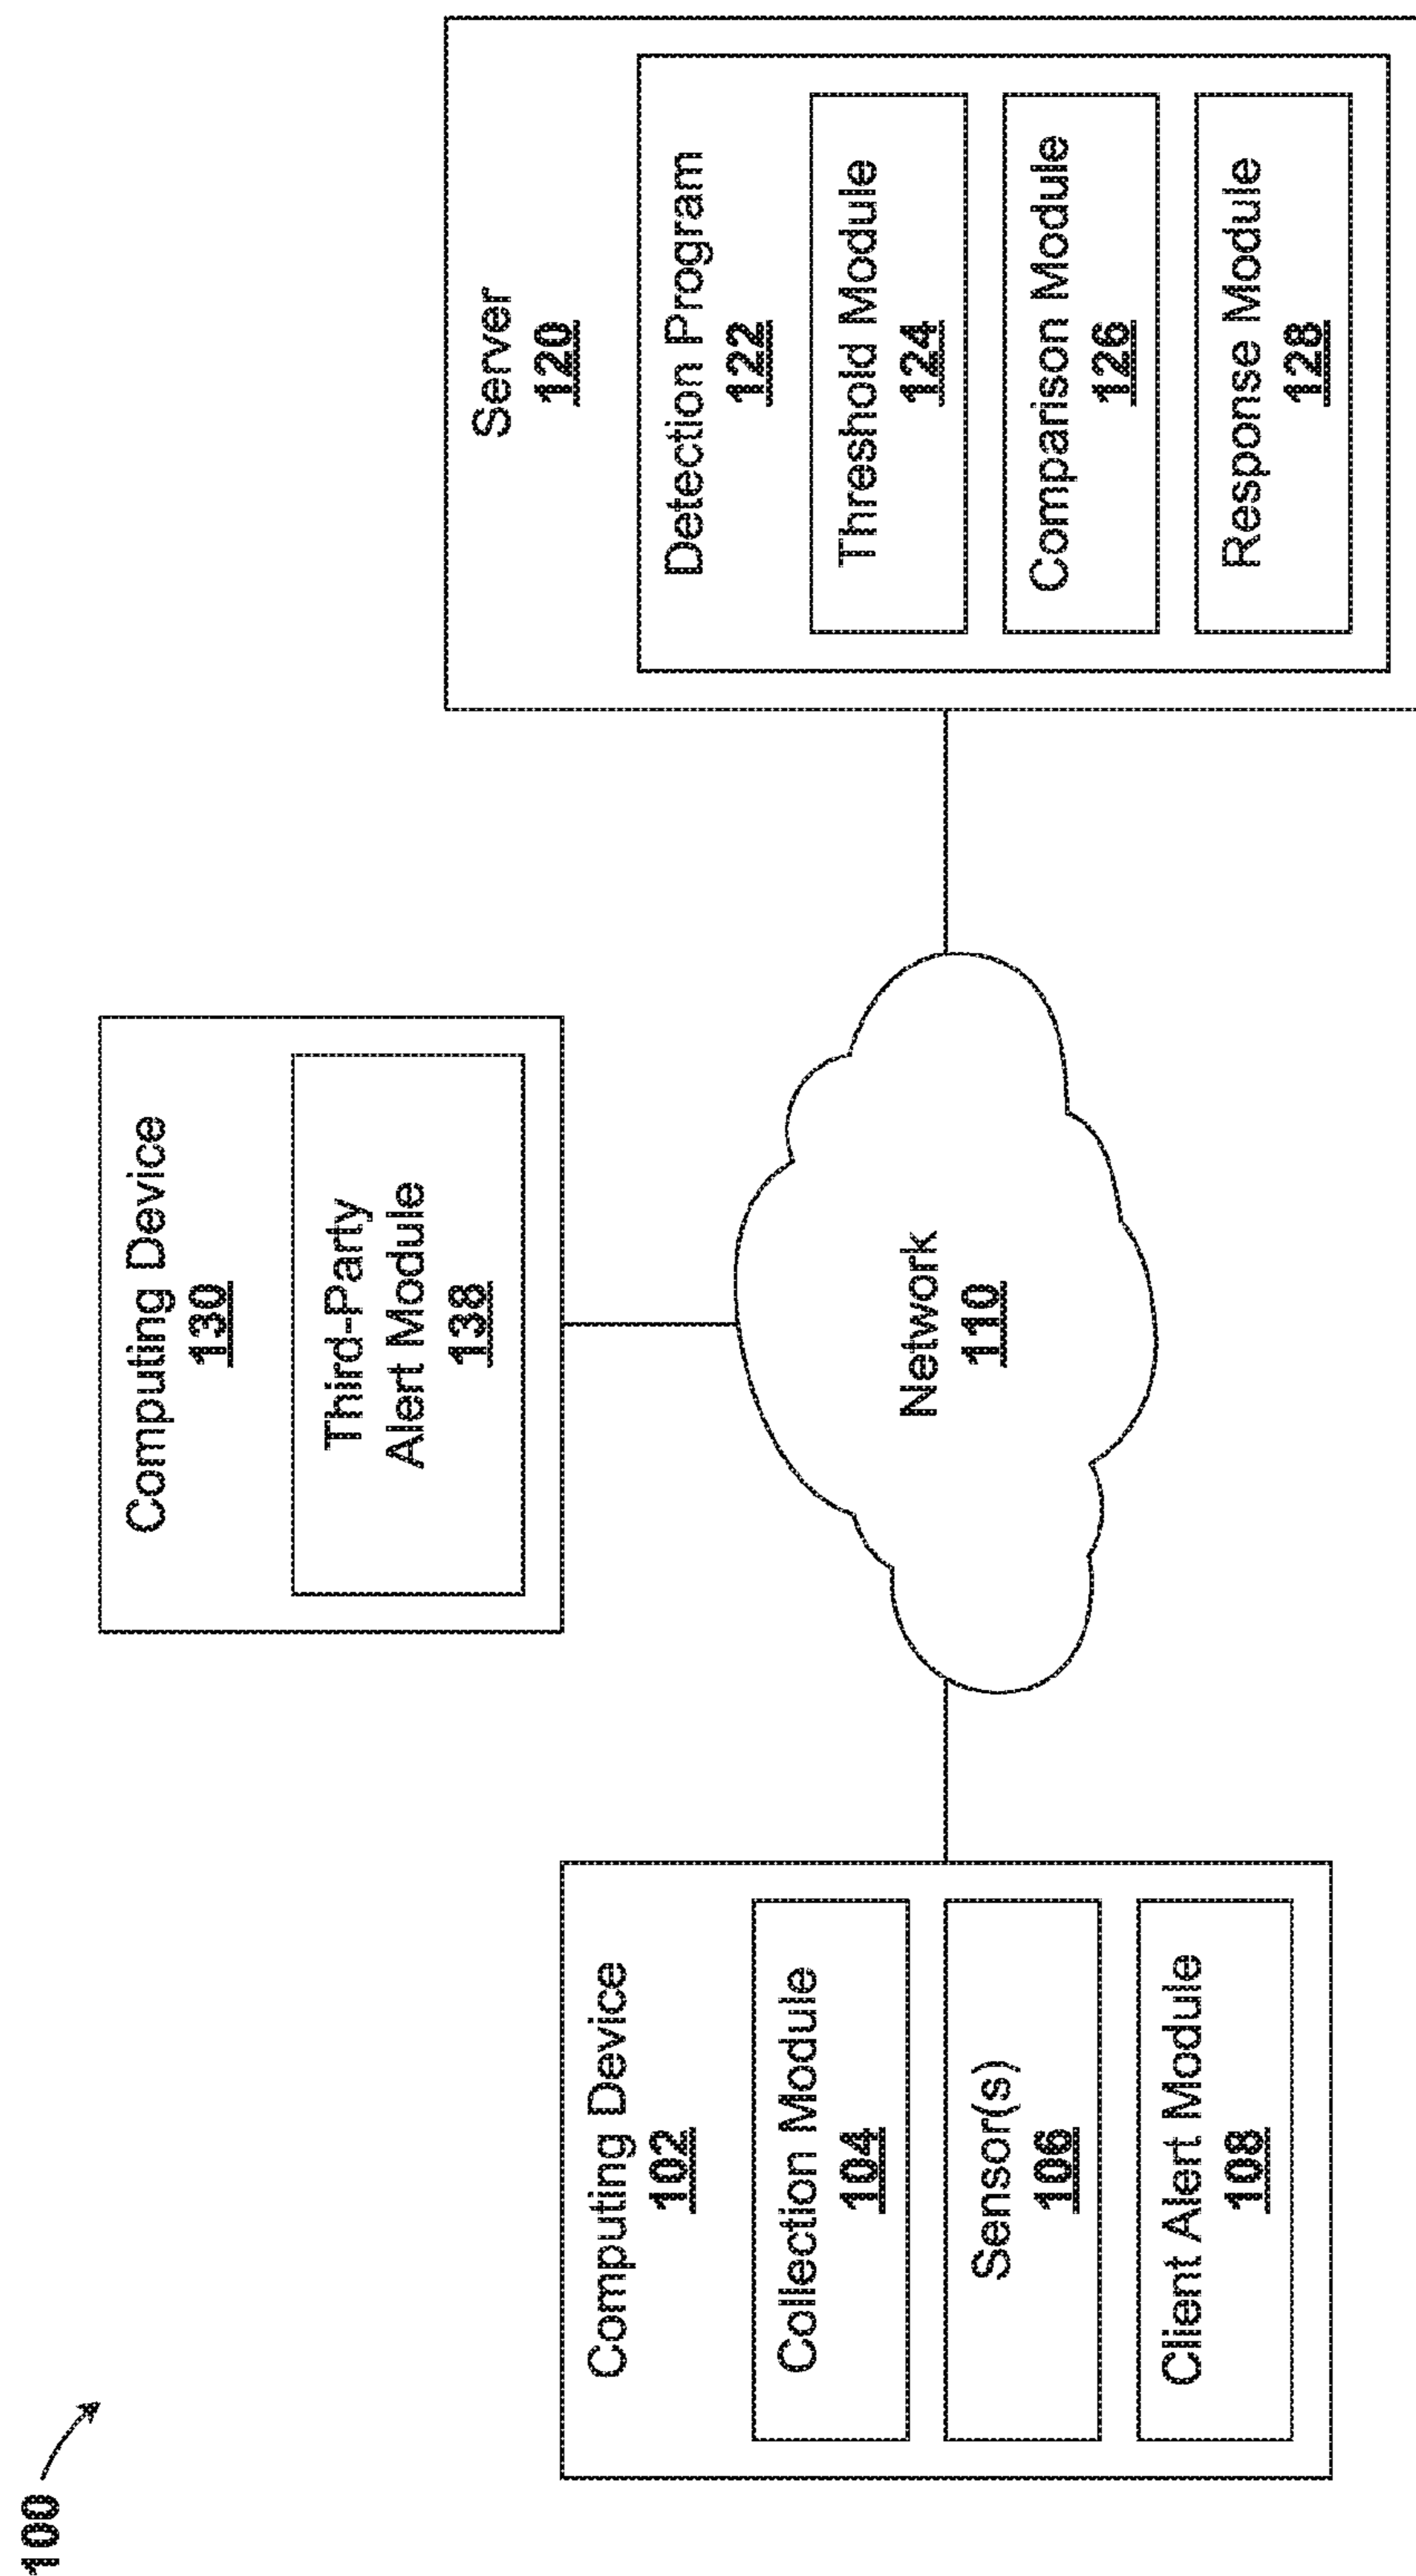 100
Computing Device
130
Third-Party
Alert Module
138
Computing Device
102
Collection Module
104
Sensor(s)
106
Client Alert Module
108
Network
110
Server
120
Detection Program
122
Threshold Module
124
Comparison Module
126
Response Module
128